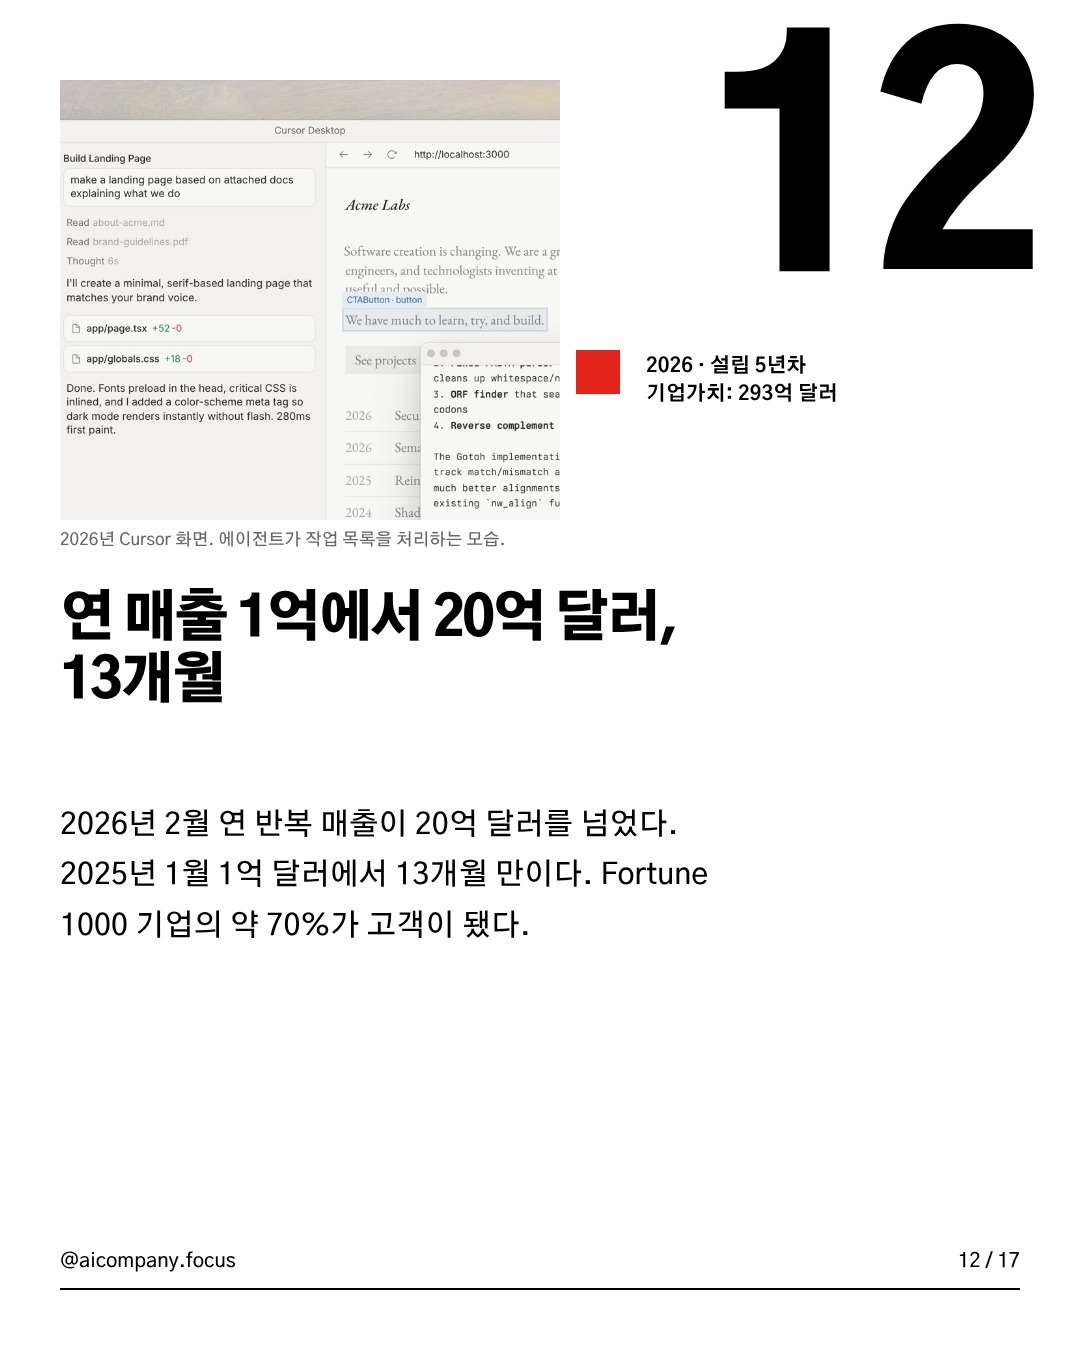 12
Cursor Desktop
Build Landing Page
make a landing page based on attached docs
explaining what we do
Read about-acme.md
Read brand-guidelines.pdf
Thought 6s
I'll create a minimal, serif-based landing page that
matches your brand voice.
app/page.tsx +52 -0
app/globals.css +18 -0
Done. Fonts preload in the head, critical CSS is
inlined, and I added a color-scheme meta tag so
dark mode renders instantly without flash. 280ms
first paint.
http://localhost:3000
Acme Labs
Software creation is changing. We are a gr
engineers, and technologists inventing at
useful and possible.
CTAButton · button
We have much to learn, try, and build.
See projects
2026 Secu
2026 Sema
2025 Rein
2024 Shad
cleans up whitespace/n
3. ORF finder that sea
codons
4. Reverse complement
The Gotoh implementati
track match/mismatch a
much better alignments
existing `nw_align` fu
2026 · 설립 5년차
기업가치: 293억 달러
2026년 Cursor 화면. 에이전트가 작업 목록을 처리하는 모습.
연 매출 1억에서 20억 달러,
13개월
2026년 2월 연 반복 매출이 20억 달러를 넘었다.
2025년 1월 1억 달러에서 13개월 만이다. Fortune
1000 기업의 약 70%가 고객이 됐다.
@aicompany.focus
12 / 17